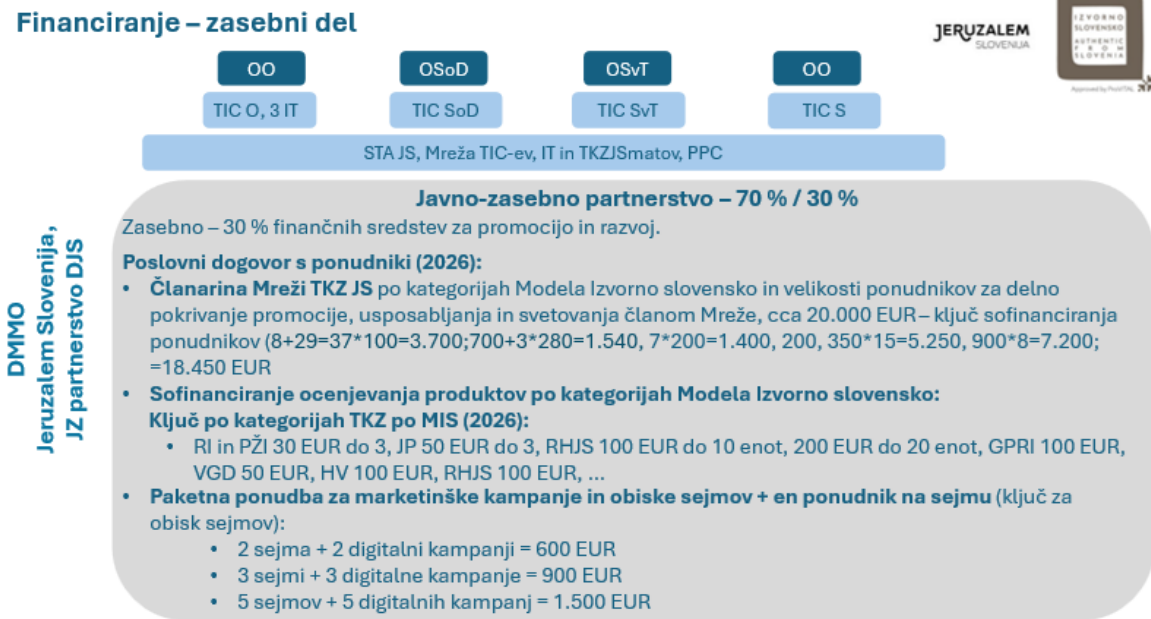 Financiranje – zasebni del
JERUZALEM
SLOVENIJA
IZVORNO
SLOVENSKO
AUTHENTIC
FROM
SLOVENIA
Approved by ProVITAL
OO
OSoD
OSvT
OO
TIC O, 3 IT
TIC SoD
TIC SvT
TIC S
STA JS, Mreža TIC-ev, IT in TKZJSmatov, PPC
DMMO
Jeruzalem Slovenija,
JZ partnerstvo DJS
Javno-zasebno partnerstvo – 70 % / 30 %
Zasebno – 30 % finančnih sredstev za promocijo in razvoj.
Poslovni dogovor s ponudniki (2026):
• Članarina Mreži TKZ JS po kategorijah Modela Izvorno slovensko in velikosti ponudnikov za delno
pokrivanje promocije, usposabljanja in svetovanja članom Mreže, cca 20.000 EUR – ključ sofinanciranja
ponudnikov (8+29=37*100=3.700;700+3*280=1.540, 7*200=1.400, 200, 350*15=5.250, 900*8=7.200;
=18.450 EUR
• Sofinanciranje ocenjevanja produktov po kategorijah Modela Izvorno slovensko:
Ključ po kategorijah TKZ po MIS (2026):
• RI in PŽI 30 EUR do 3, JP 50 EUR do 3, RHJS 100 EUR do 10 enot, 200 EUR do 20 enot, GPRI 100 EUR,
VGD 50 EUR, HV 100 EUR, RHJS 100 EUR, ...
• Paketna ponudba za marketinške kampanje in obiske sejmov + en ponudnik na sejmu (ključ za
obisk sejmov):
• 2 sejma + 2 digitalni kampanji = 600 EUR
• 3 sejmi + 3 digitalne kampanje = 900 EUR
• 5 sejmov + 5 digitalnih kampanj = 1.500 EUR